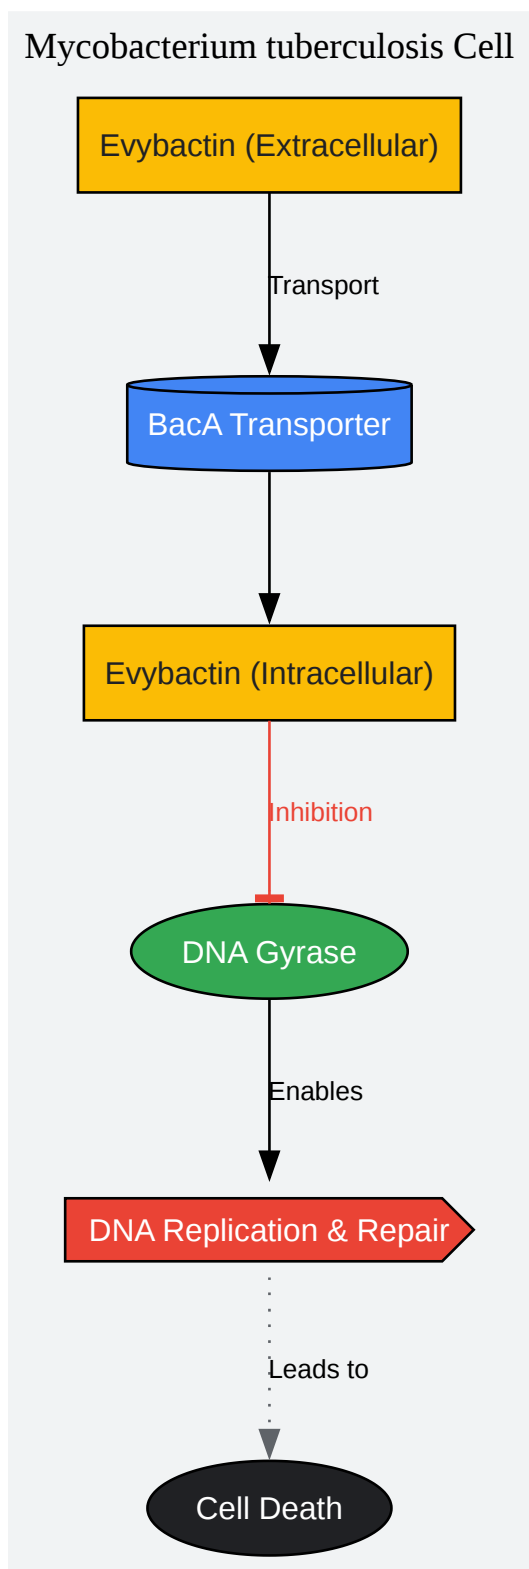 Mycobacterium tuberculosis Cell
Evybactin (Extracellular)
Transport
BacA Transporter
Evybactin (Intracellular)
Inhibition
DNA Gyrase
Enables
DNA Replication & Repair
Leads to
Cell Death